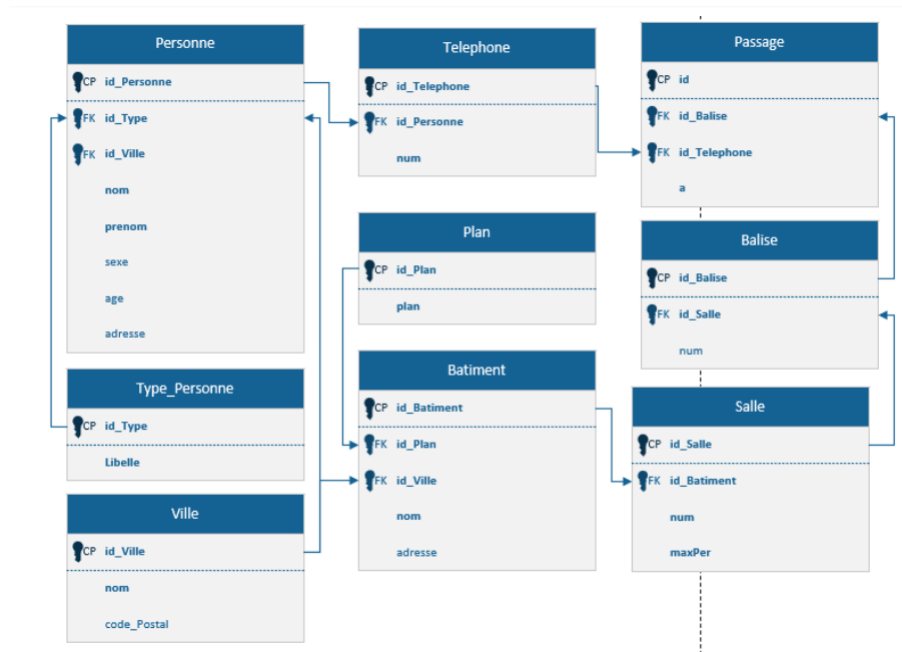 Personne
CP id_Personne
FK id_Type
FK id_Ville
nom
prenom
sexe
age
adresse
Type_Personne
CP id_Type
Libelle
Ville
CP id_Ville
nom
code_Postal
Telephone
CP id_Telephone
FK id_Personne
num
Plan
CP id_Plan
plan
Batiment
CP id_Batiment
FK id_Plan
FK id_Ville
nom
adresse
Passage
CP id
FK id_Balise
FK id_Telephone
a
Balise
CP id_Balise
FK id_Salle
num
Salle
CP id_Salle
FK id_Batiment
num
maxPer